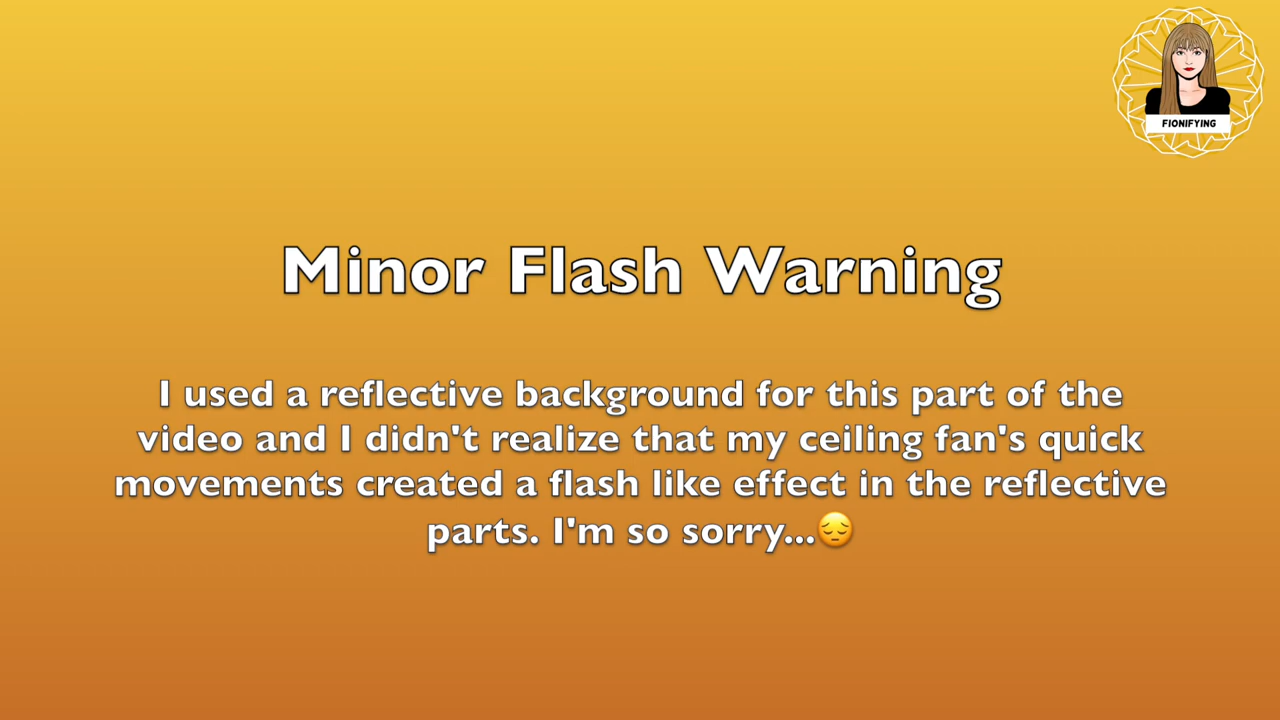 FIONIFYING
Minor Flash Warning
I used a reflective background for this part of the
video and I didn't realize that my ceiling fan's quick
movements created a flash like effect in the reflective
parts. I'm so sorry...😔